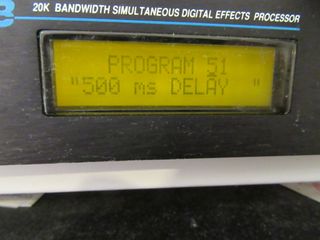 20K BANDWIDTH SIMULTANEOUS DIGITAL EFFECTS PROCESSOR
PROGRAM 51
"500 ms DELAY "